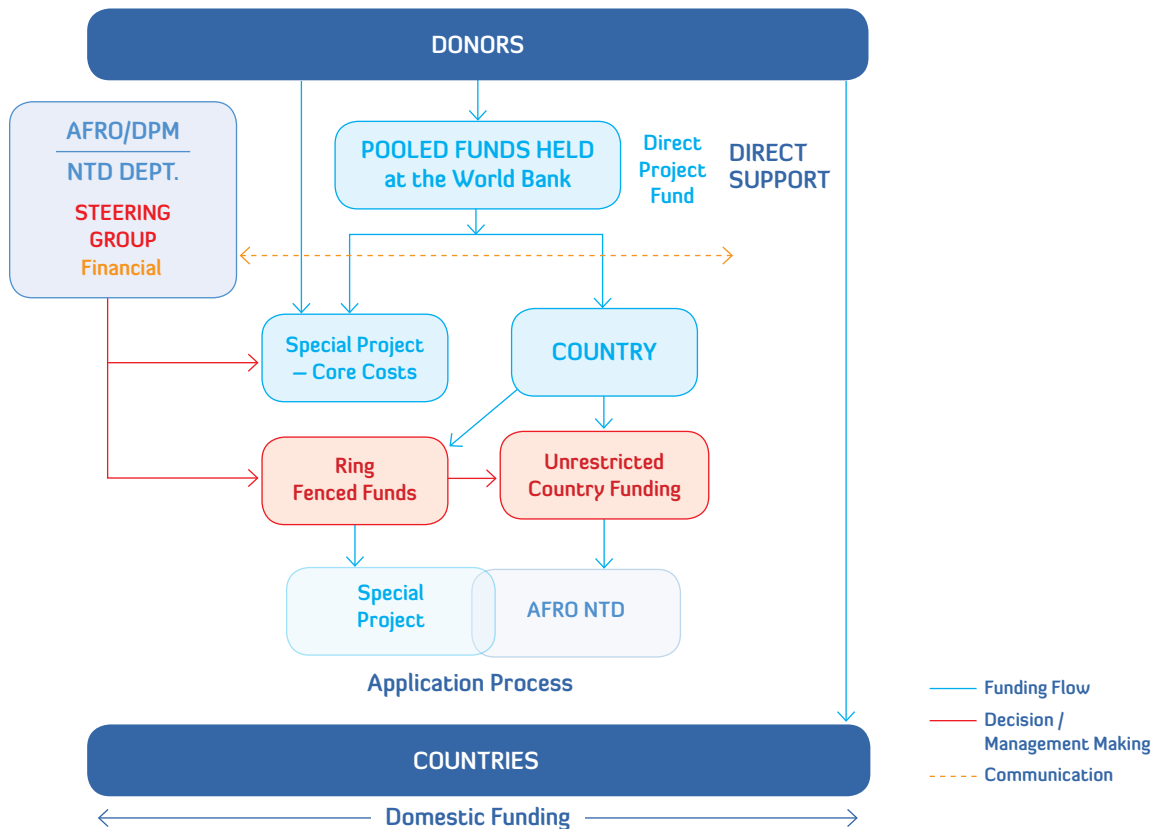 DONORS
AFRO/DPM
NTD DEPT.
STEERING
GROUP
Financial
POOLED FUNDS HELD
at the World Bank
Direct
Project
Fund
DIRECT
SUPPORT
Special Project
– Core Costs
COUNTRY
Ring
Fenced Funds
Unrestricted
Country Funding
Special
Project
AFRO NTD
Application Process
Funding Flow
Decision /
Management Making
Communication
COUNTRIES
Domestic Funding